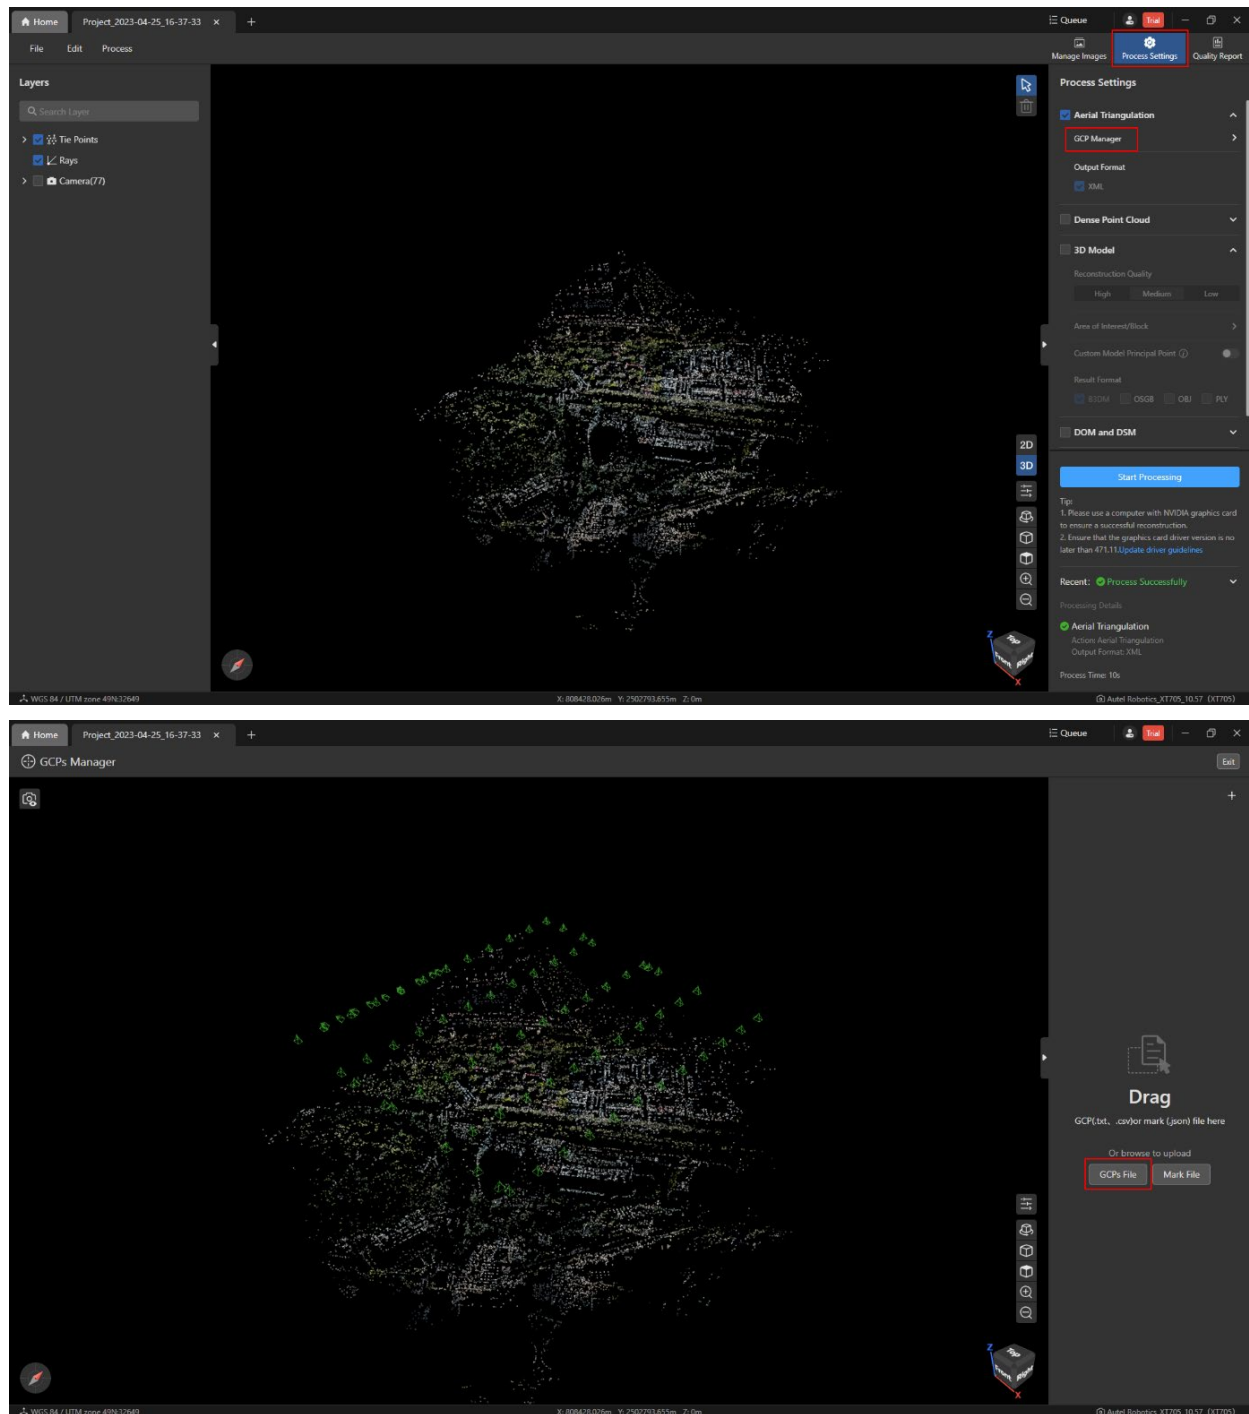 Home
Project_2023-04-25_16-37-33 × +
Queue
Trial
File Edit Process
Manage Images Process Settings Quality Report
Layers
Search Layer
Tie Points
Rays
Camera(77)
Process Settings
Aerial Triangulation
GCP Manager
Output Format
XML
Dense Point Cloud
3D Model
Reconstruction Quality
High Medium Low
Area of Interest/Block
Custom Model Principal Point
Result Format
B3DM OSGB OBJ PLY
DOM and DSM
2D
3D
Start Processing
Tip:
1. Please use a computer with NVIDIA graphics card
to ensure a successful reconstruction.
2. Ensure that the graphics card driver version is no
later than 471.11.Update driver guidelines
Recent: Process Successfully
Processing Details
Aerial Triangulation
Action: Aerial Triangulation
Output Format: XML
Process Time: 10s
Z
Top
Front Right
X
WGS 84 / UTM zone 49N:32649
X: 808428.026m Y: 2502793.655m Z: 0m
Autel Robotics_XT705_10.57 (XT705)
Home
Project_2023-04-25_16-37-33 × +
Queue
Trial
GCPs Manager
Exit
+
Drag
GCP(.txt、.csv)or mark (.json) file here
Or browse to upload
GCPs File Mark File
Z
Top
Front Right
X
WGS 84 / UTM zone 49N:32649
X: 808428.026m Y: 2502793.655m Z: 0m
Autel Robotics_XT705_10.57 (XT705)